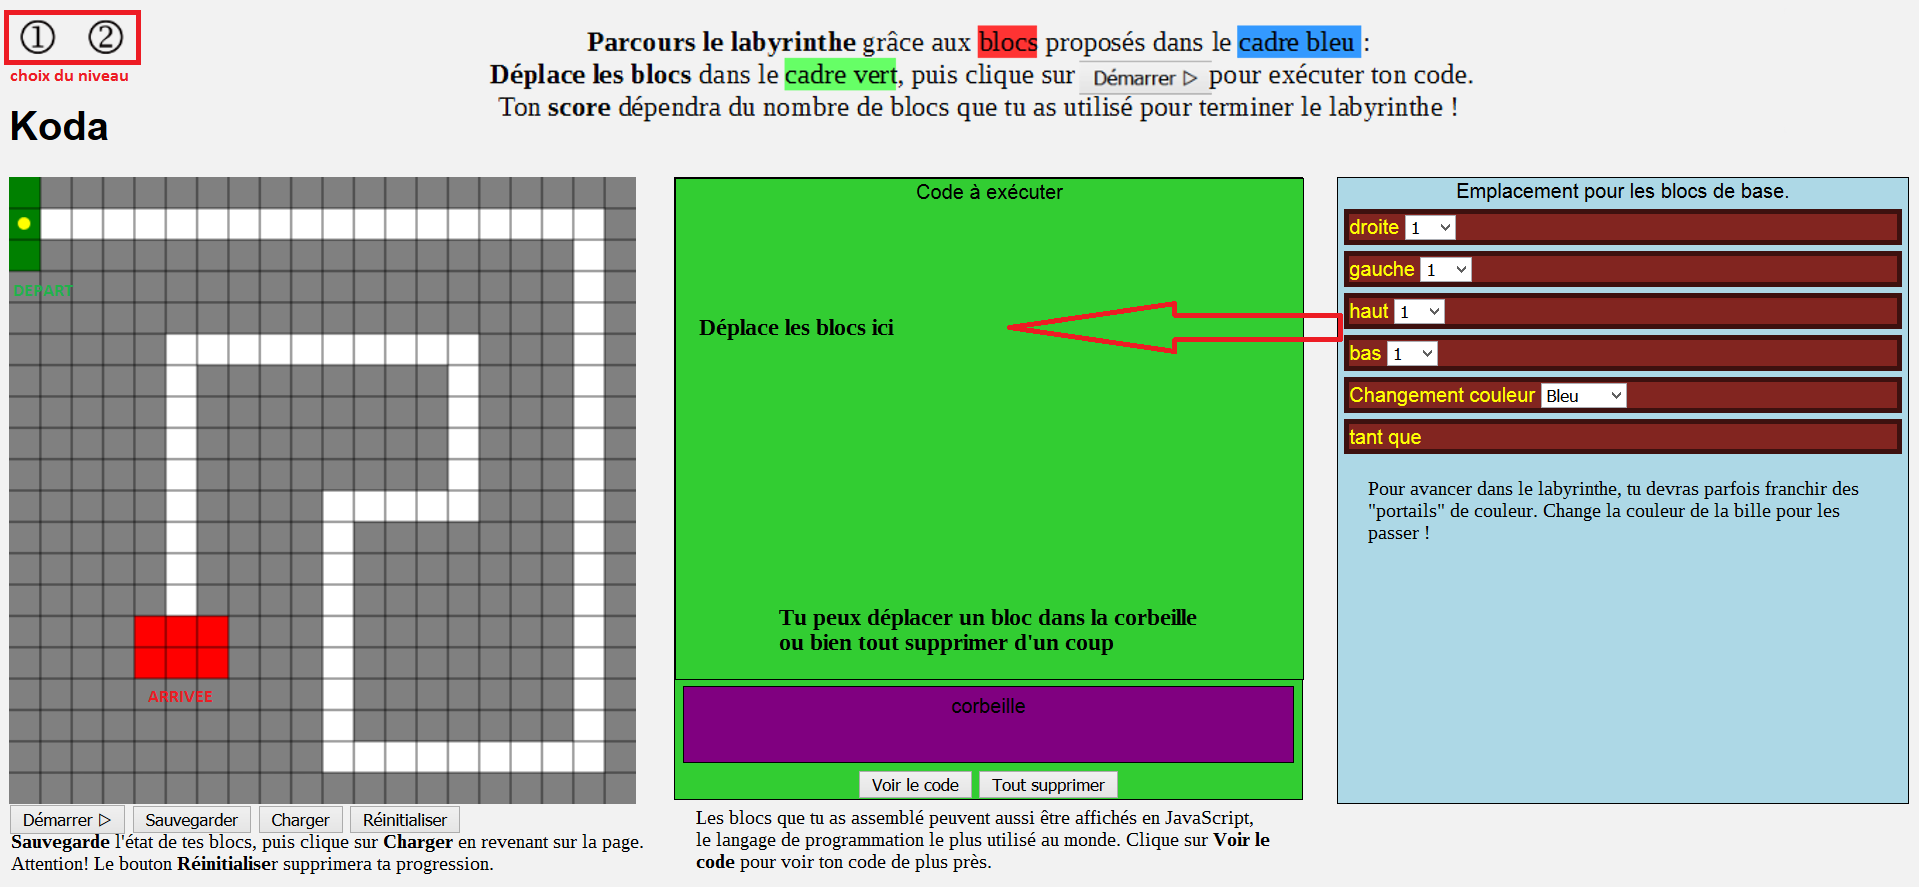 ① ②
choix du niveau
Parcours le labyrinthe grâce aux blocs proposés dans le cadre bleu :
Déplace les blocs dans le cadre vert, puis clique sur Démarrer ▷ pour exécuter ton code.
Ton score dépendra du nombre de blocs que tu as utilisé pour terminer le labyrinthe !
Koda
DEPART
ARRIVEE
Démarrer ▷ Sauvegarder Charger Réinitialiser
Sauvegarde l'état de tes blocs, puis clique sur Charger en revenant sur la page.
Attention! Le bouton Réinitialiser supprimera ta progression.
Code à exécuter
Déplace les blocs ici
Tu peux déplacer un bloc dans la corbeille
ou bien tout supprimer d'un coup
corbeille
Voir le code Tout supprimer
Les blocs que tu as assemblé peuvent aussi être affichés en JavaScript,
le langage de programmation le plus utilisé au monde. Clique sur Voir le
code pour voir ton code de plus près.
Emplacement pour les blocs de base.
droite 1
gauche 1
haut 1
bas 1
Changement couleur Bleu
tant que
Pour avancer dans le labyrinthe, tu devras parfois franchir des
"portails" de couleur. Change la couleur de la bille pour les
passer !